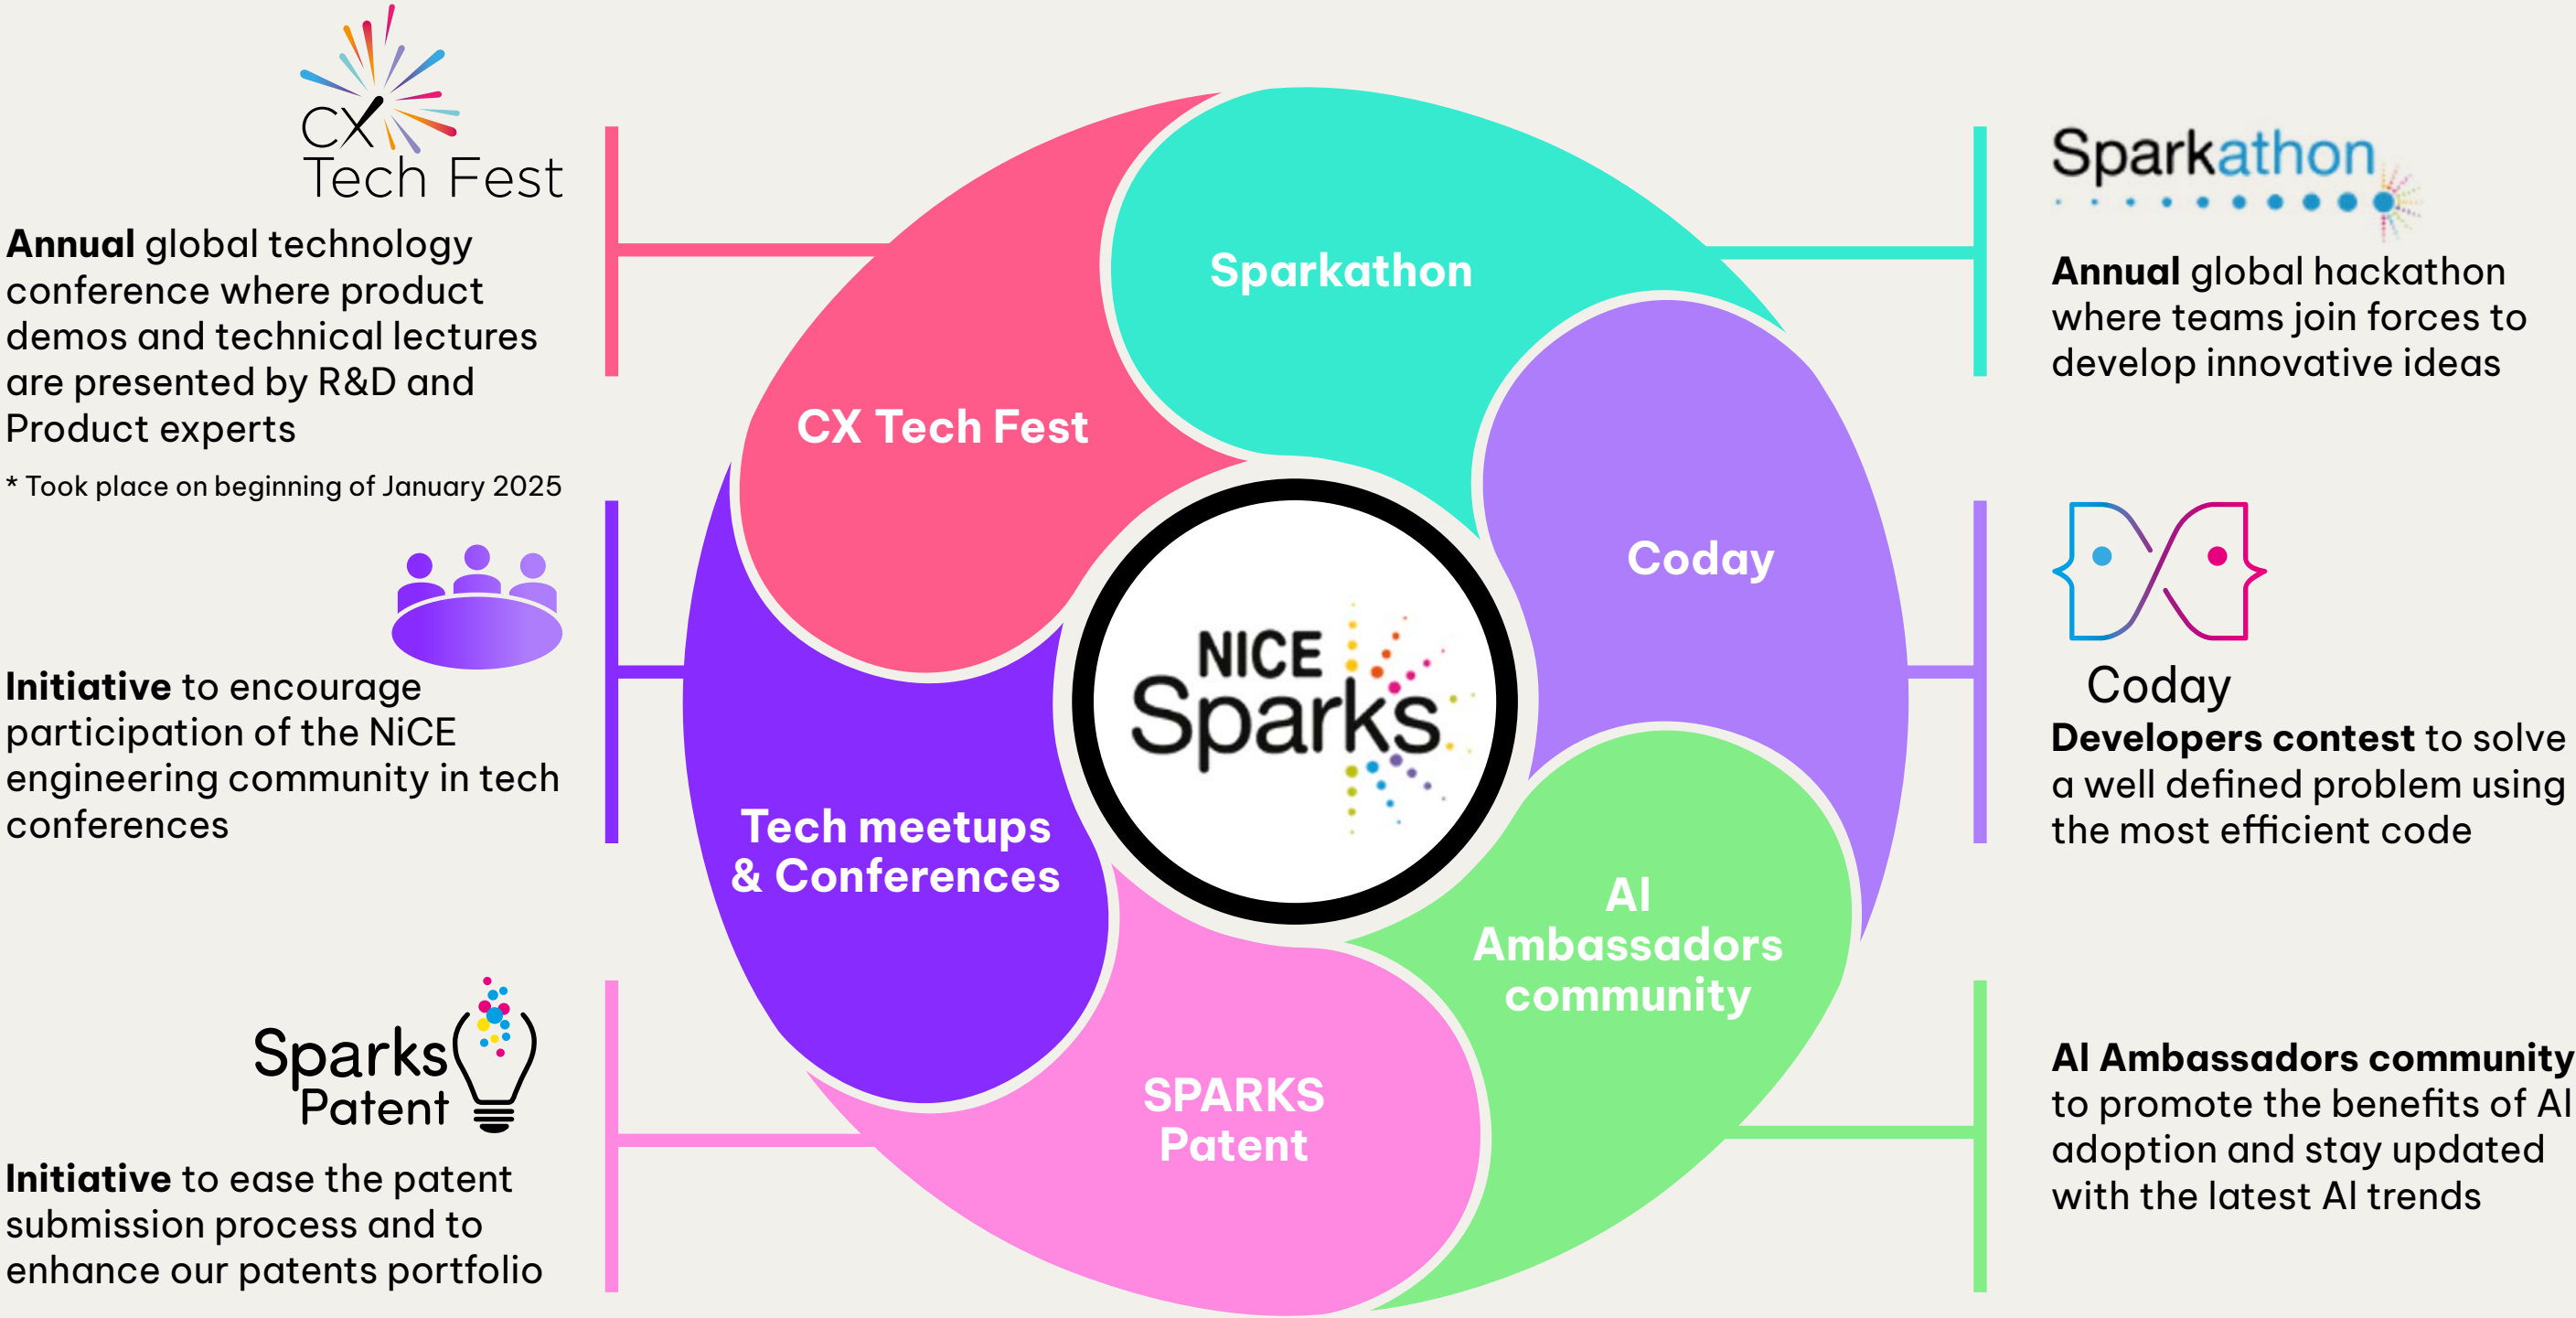 CX
Tech Fest
Annual global technology
conference where product
demos and technical lectures
are presented by R&D and
Product experts
* Took place on beginning of January 2025
Initiative to encourage
participation of the NiCE
engineering community in tech
conferences
Sparks
Patent
Initiative to ease the patent
submission process and to
enhance our patents portfolio
Sparkathon
CX Tech Fest
Coday
NICE
Sparks
Tech meetups
& Conferences
AI
Ambassadors
community
SPARKS
Patent
Sparkathon
Annual global hackathon
where teams join forces to
develop innovative ideas
Coday
Developers contest to solve
a well defined problem using
the most efficient code
AI Ambassadors community
to promote the benefits of AI
adoption and stay updated
with the latest AI trends